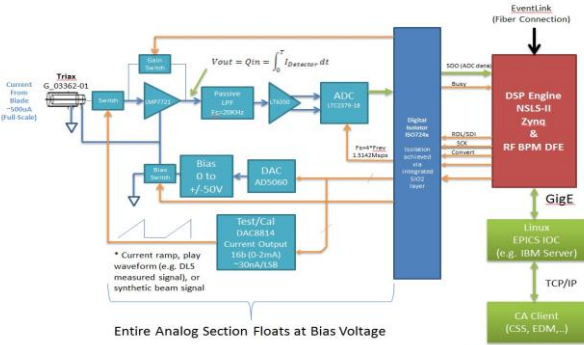 EventLink
(Fiber Connection)
Current
From
Blade
~500uA
(Full-Scale)
Triax
G_03362-01
Gain
Switch
Vout = Qin = ∫₀ᵀ I_Detector dt
Switch
LMP7721
Passive
LPF
Fc=20KHz
LT6350
ADC
LTC2379-18
Digital
Isolator
ISO724x
Isolation
achieved
via
integrated
SiO2
layer
SDO (ADC data)
Busy
RDL/SDI
SCK
Convert
DSP Engine
NSLS-II
Zynq
&
RF BPM DFE
Fs=4*Frev
1.5142Msps
Bias
Switch
Bias
0 to
+/-50V
DAC
AD5060
Test/Cal
DAC8814
Current Output
16b (0-2mA)
~30nA/LSB
* Current ramp, play
waveform (e.g. DLS
measured signal), or
synthetic beam signal
GigE
Linux
EPICS IOC
(e.g. IBM Server)
TCP/IP
CA Client
(CSS, EDM,..)
Entire Analog Section Floats at Bias Voltage